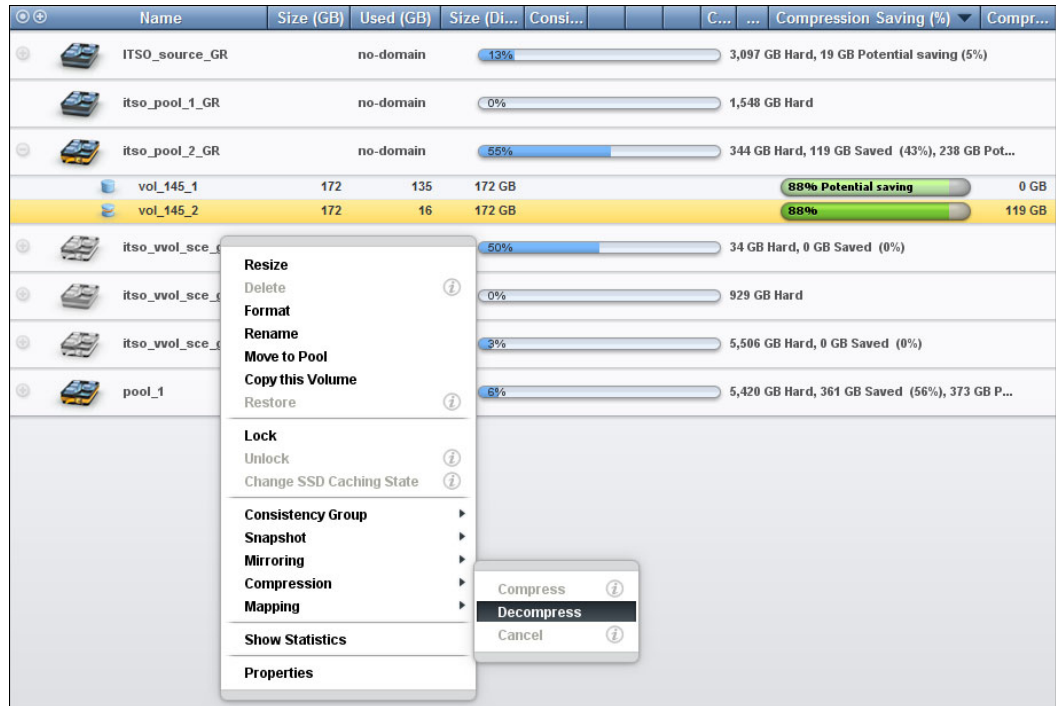 Name Size (GB) Used (GB) Size (Di... Consi... C... ... Compression Saving (%) Compr...
ITSO_source_GR no-domain 13% 3,097 GB Hard, 19 GB Potential saving (5%)
itso_pool_1_GR no-domain 0% 1,548 GB Hard
itso_pool_2_GR no-domain 55% 344 GB Hard, 119 GB Saved (43%), 238 GB Pot...
vol_145_1 172 135 172 GB 88% Potential saving 0 GB
vol_145_2 172 16 172 GB 88% 119 GB
itso_vvol_sce_g 50% 34 GB Hard, 0 GB Saved (0%)
itso_vvol_sce_g 0% 929 GB Hard
itso_vvol_sce_g 3% 5,506 GB Hard, 0 GB Saved (0%)
pool_1 6% 5,420 GB Hard, 361 GB Saved (56%), 373 GB P...
Resize
Delete
Format
Rename
Move to Pool
Copy this Volume
Restore
Lock
Unlock
Change SSD Caching State
Consistency Group
Snapshot
Mirroring
Compression
Mapping
Show Statistics
Properties
Compress
Decompress
Cancel